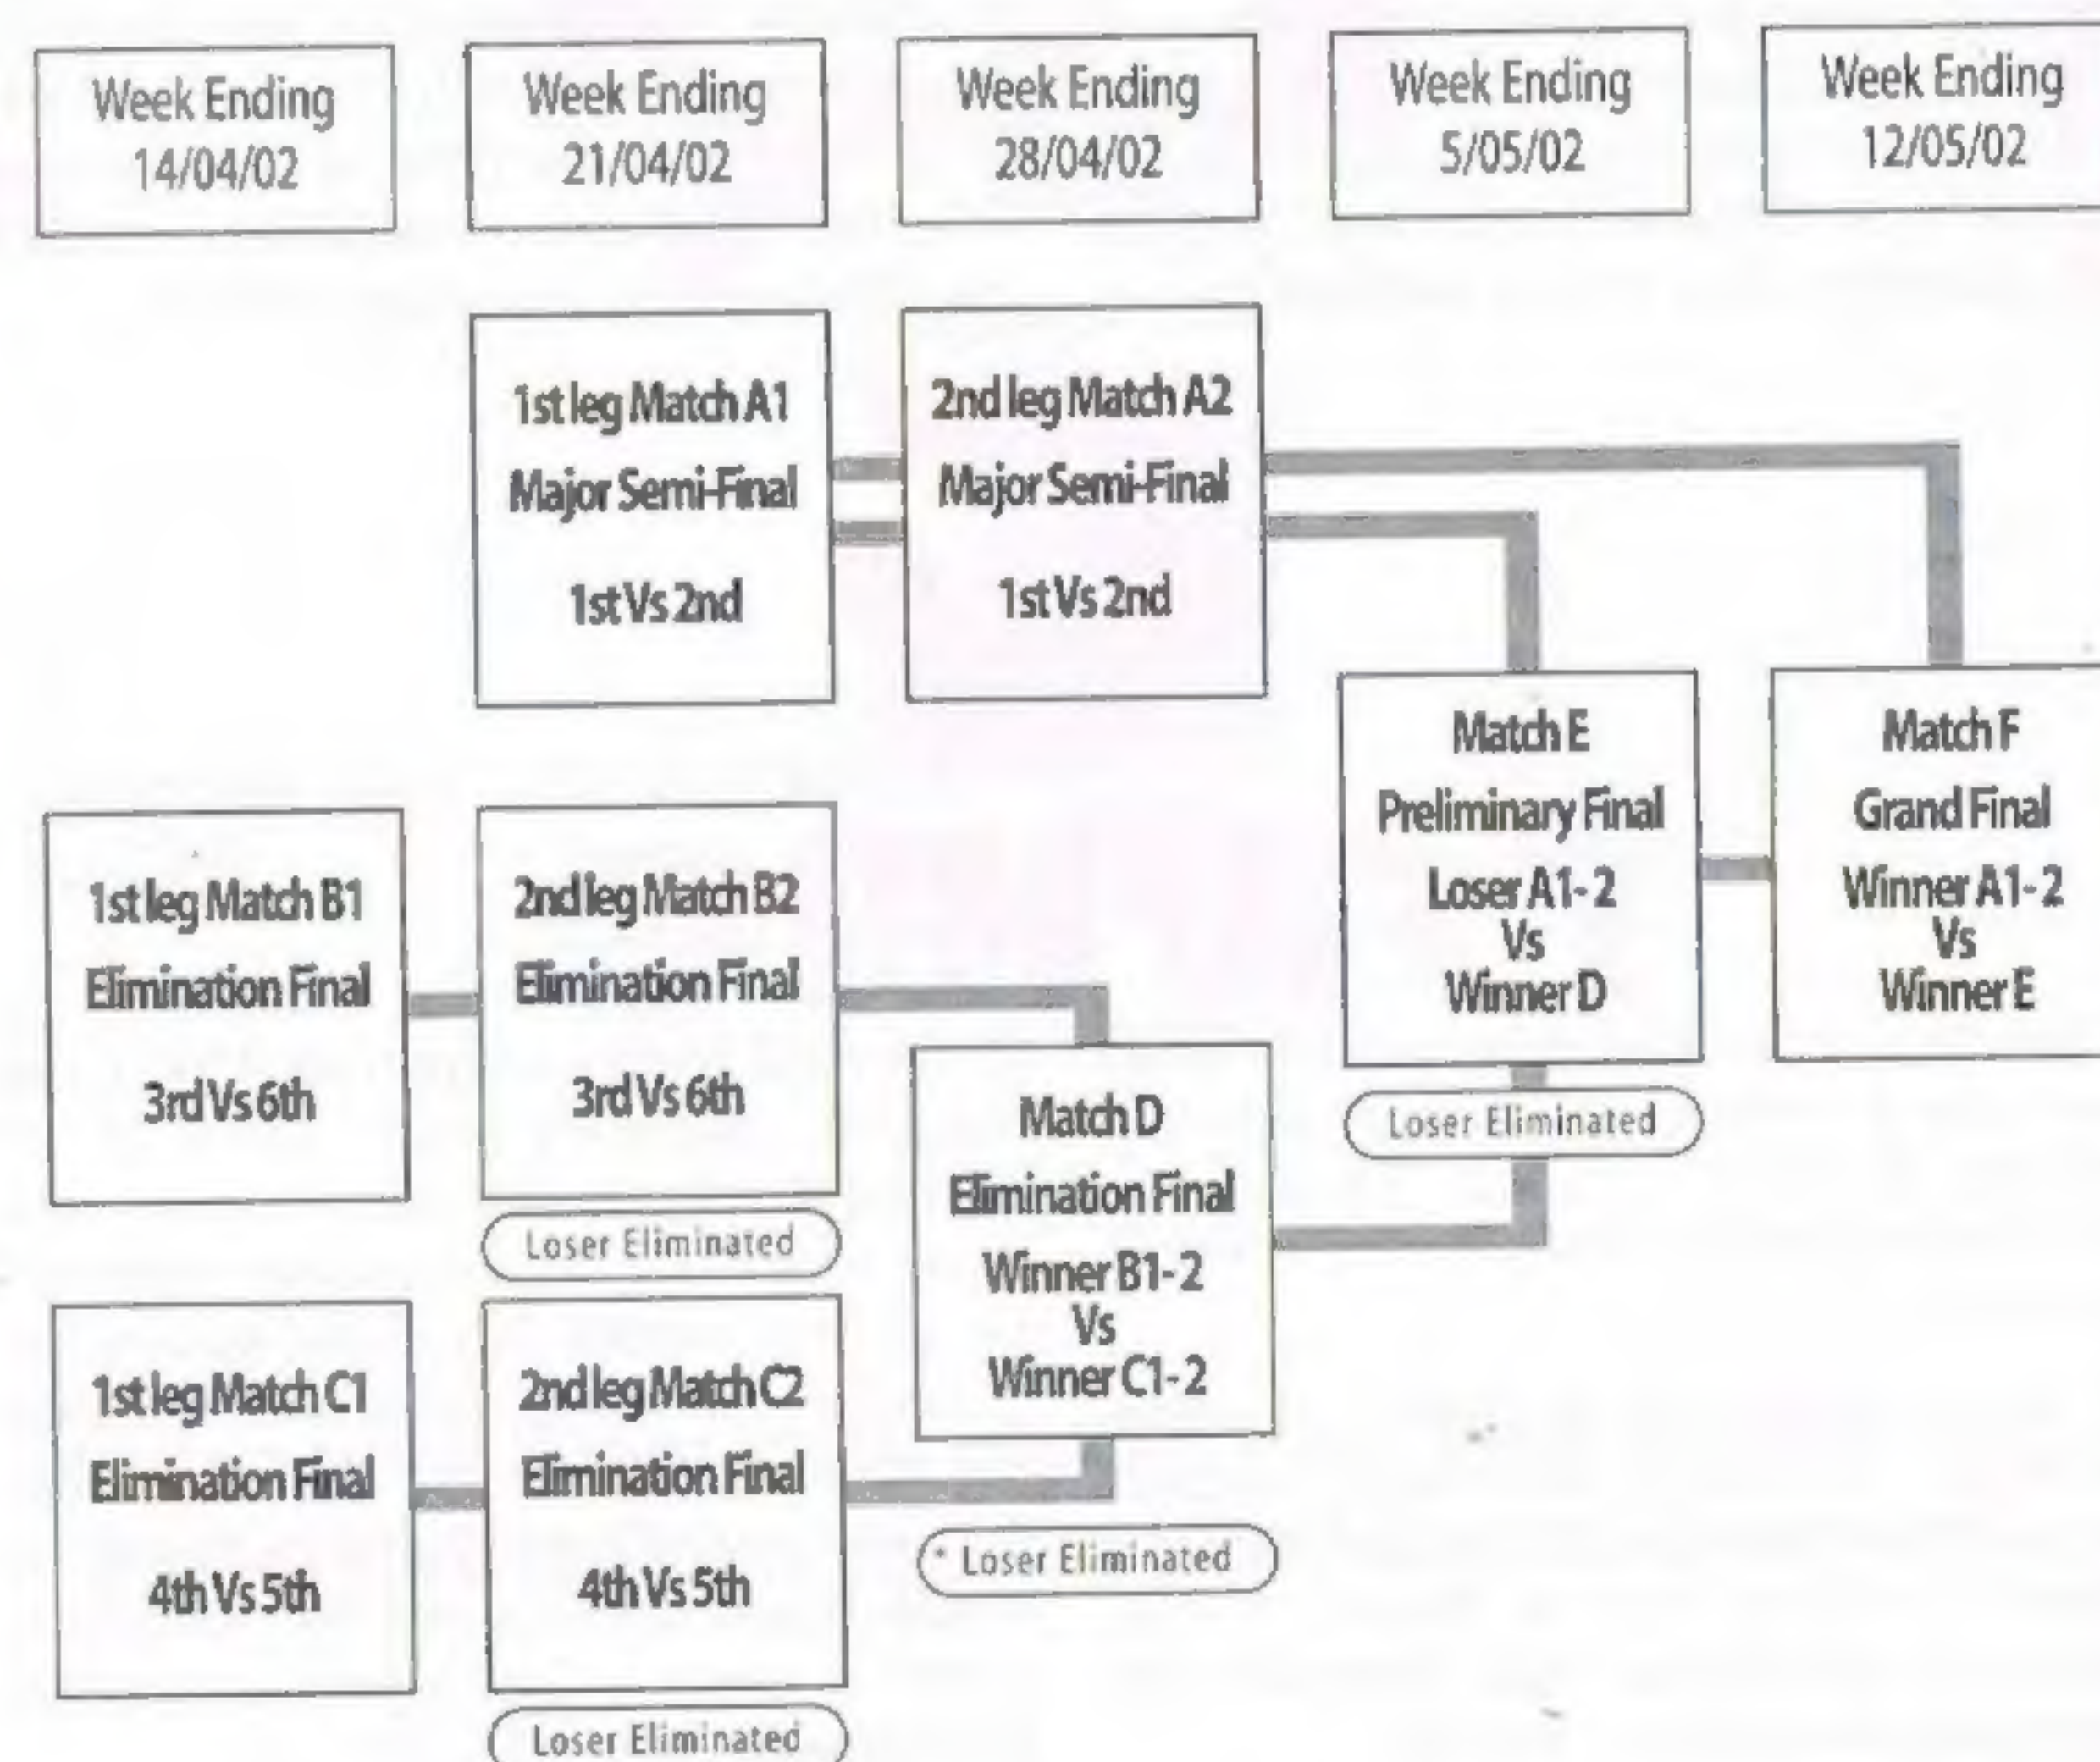 Week Ending
14/04/02
Week Ending
21/04/02
Week Ending
28/04/02
Week Ending
5/05/02
Week Ending
12/05/02
1st leg Match A1
Major Semi-Final
1st Vs 2nd
2nd leg Match A2
Major Semi-Final
1st Vs 2nd
Match E
Preliminary Final
Loser A1-2
Vs
Winner D
Loser Eliminated
Match F
Grand Final
Winner A1-2
Vs
Winner E
1st leg Match B1
Elimination Final
3rd Vs 6th
2nd leg Match B2
Elimination Final
3rd Vs 6th
Loser Eliminated
Match D
Elimination Final
Winner B1-2
Vs
Winner C1-2
* Loser Eliminated
1st leg Match C1
Elimination Final
4th Vs 5th
2nd leg Match C2
Elimination Final
4th Vs 5th
Loser Eliminated